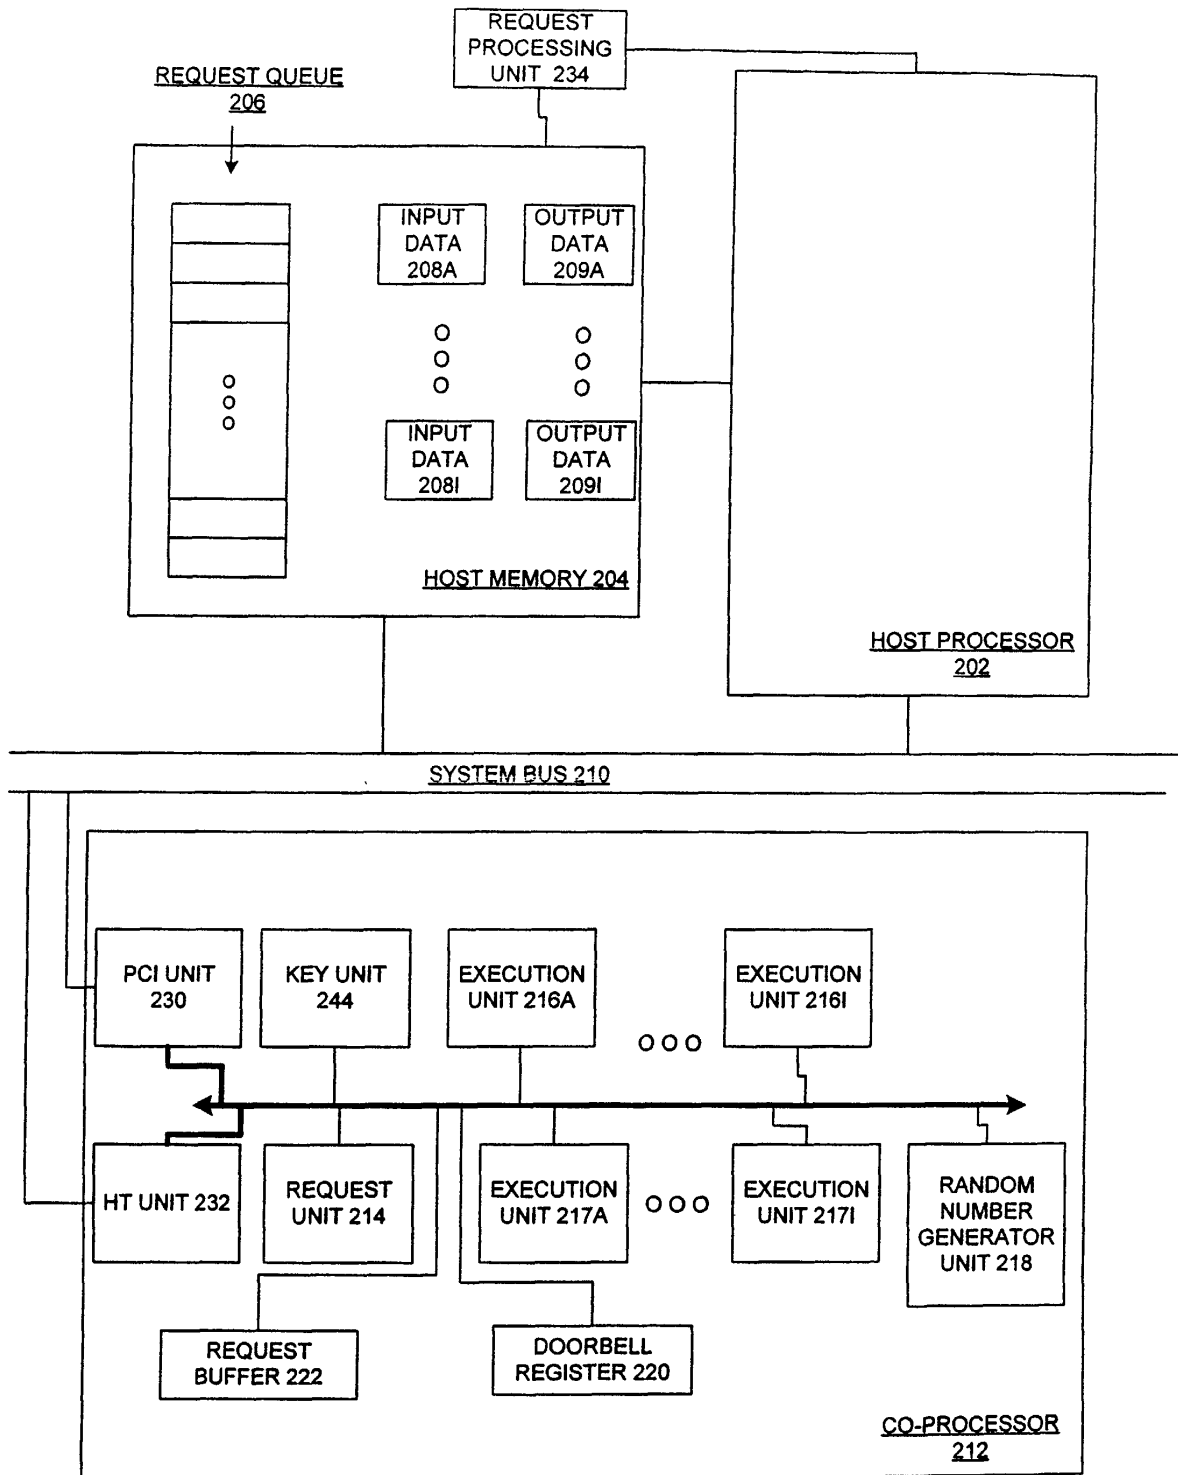 REQUEST
PROCESSING
UNIT 234
REQUEST QUEUE
206
INPUT
DATA
208A
OUTPUT
DATA
209A
INPUT
DATA
208I
OUTPUT
DATA
209I
HOST MEMORY 204
HOST PROCESSOR
202
SYSTEM BUS 210
PCI UNIT
230
KEY UNIT
244
EXECUTION
UNIT 216A
EXECUTION
UNIT 216I
HT UNIT 232
REQUEST
UNIT 214
EXECUTION
UNIT 217A
EXECUTION
UNIT 217I
RANDOM
NUMBER
GENERATOR
UNIT 218
REQUEST
BUFFER 222
DOORBELL
REGISTER 220
CO-PROCESSOR
212